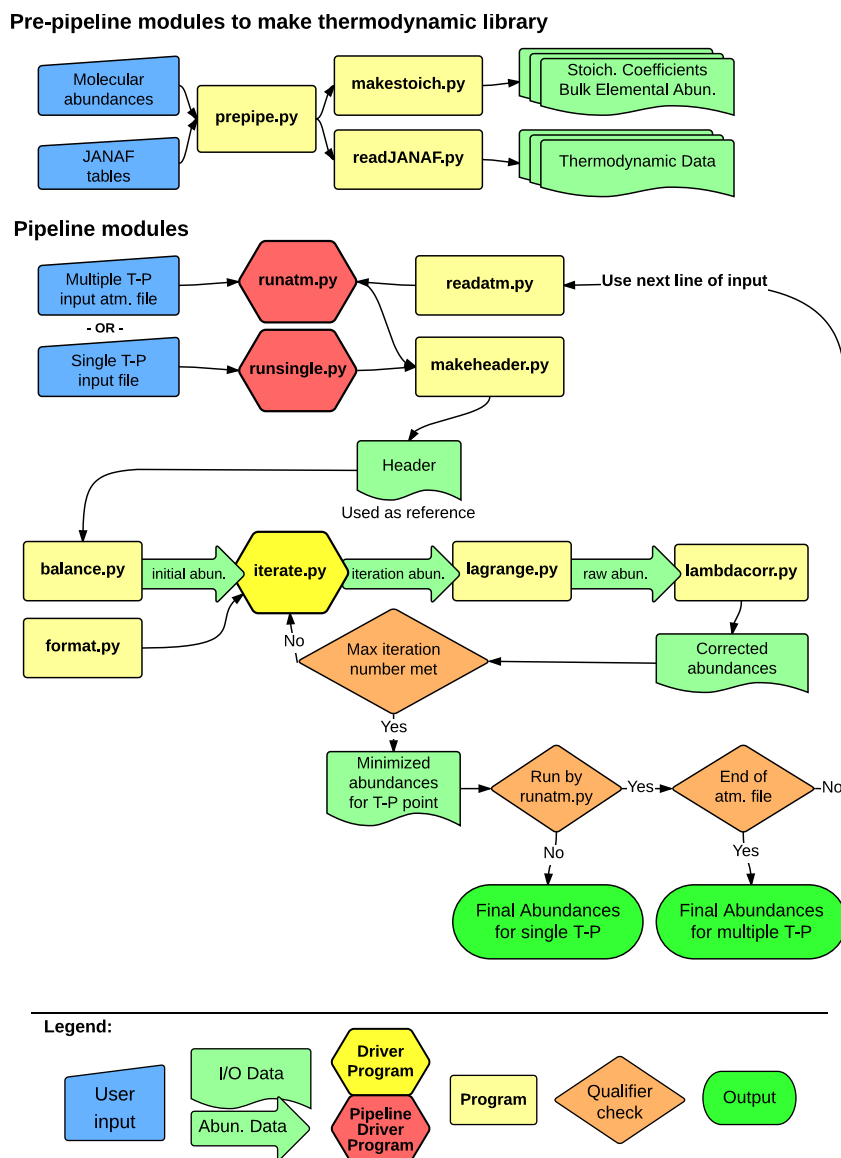 Pre-pipeline modules to make thermodynamic library
Molecular
abundances
JANAF
tables
prepipe.py
makestoich.py
readJANAF.py
Stoich. Coefficients
Bulk Elemental Abun.
Thermodynamic Data
Pipeline modules
Multiple T-P
input atm. file
- OR -
Single T-P
input file
runatm.py
runsingle.py
readatm.py
makeheader.py
Use next line of input
Header
Used as reference
balance.py
initial abun.
iterate.py
iteration abun.
lagrange.py
raw abun.
lambdacorr.py
format.py
No
Max iteration
number met
Corrected
abundances
Yes
Minimized
abundances
for T-P point
Run by
runatm.py
Yes
End of
atm. file
No
No
Yes
Final Abundances
for single T-P
Final Abundances
for multiple T-P
Legend:
User
input
I/O Data
Abun. Data
Driver
Program
Pipeline
Driver
Program
Program
Qualifier
check
Output